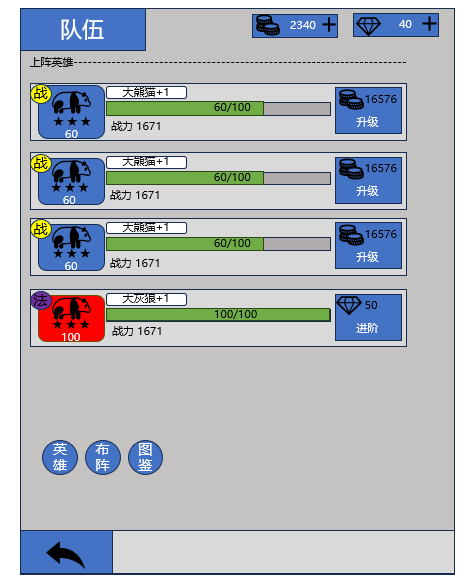 队伍
2340
40
上阵英雄
战
大熊猫+1
60/100
16576
60
战力 1671
升级
战
大熊猫+1
60/100
16576
60
战力 1671
升级
战
大熊猫+1
60/100
16576
60
战力 1671
升级
法
大灰狼+1
100/100
50
100
战力 1671
进阶
英雄
布阵
图鉴